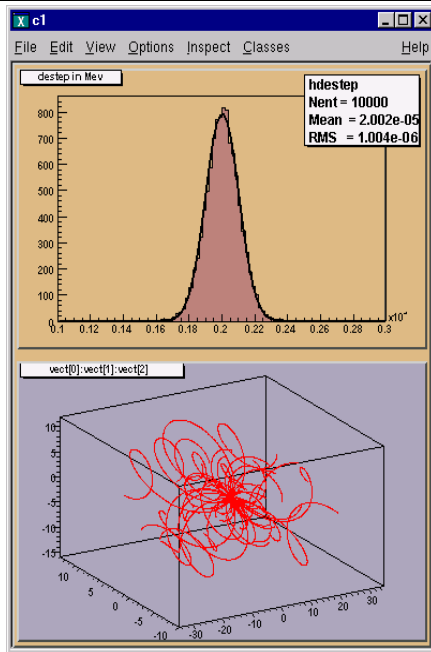 c1
File Edit View Options Inspect Classes Help
destep in Mev
hdestep
Nent = 10000
Mean = 2.002e-05
RMS = 1.004e-06
800
700
600
500
400
300
200
100
0
0.1 0.12 0.14 0.16 0.18 0.2 0.22 0.24 0.26 0.28 0.3
vect[0]:vect[1]:vect[2]
10
5
0
-5
-10
-15
10 5 0 -5 -10
-30 -20 -10 0 10 20 30